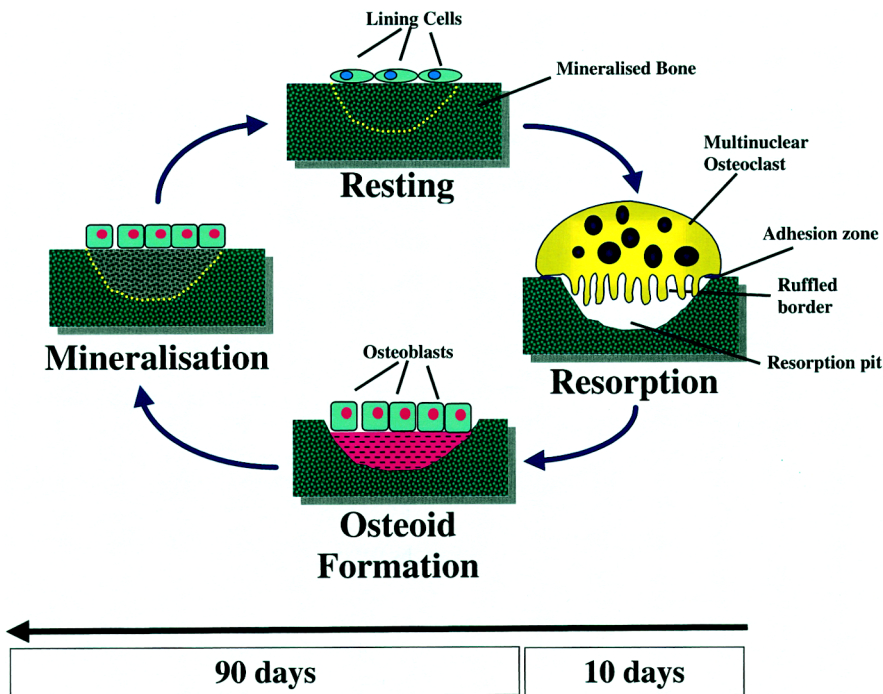 Lining Cells
Mineralised Bone
Resting
Multinuclear
Osteoclast
Adhesion zone
Ruffled
border
Resorption pit
Resorption
Mineralisation
Osteoblasts
Osteoid
Formation
90 days
10 days